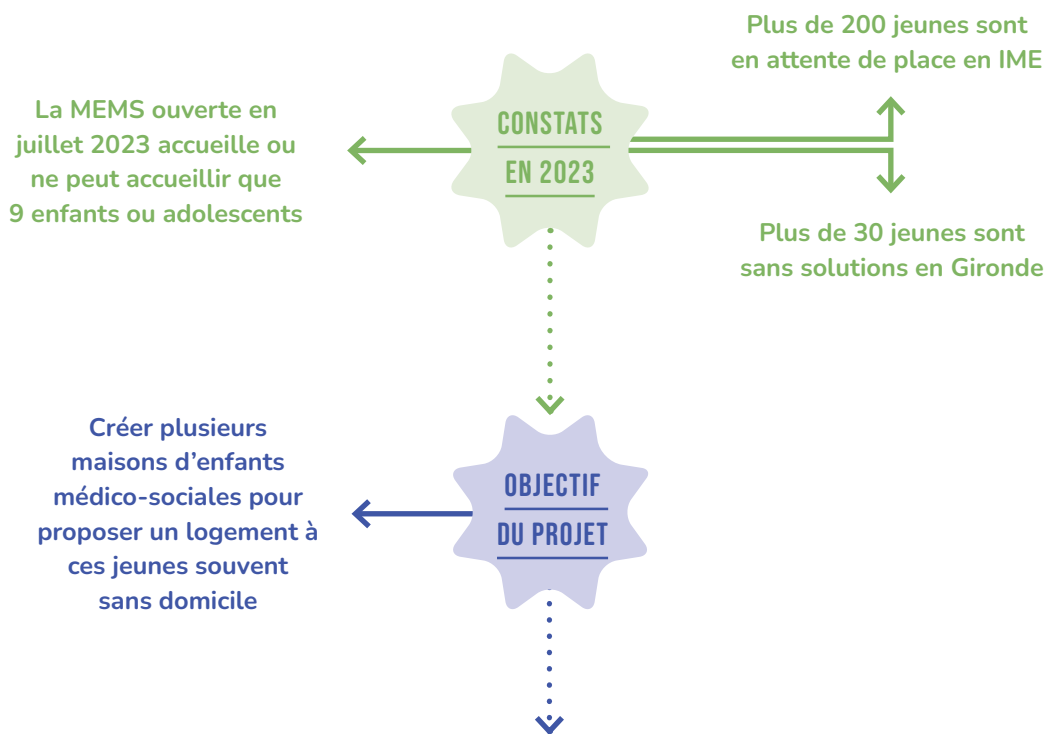 Plus de 200 jeunes sont
en attente de place en IME
La MEMS ouverte en
juillet 2023 accueille ou
ne peut accueillir que
9 enfants ou adolescents
CONSTATS
EN 2023
Plus de 30 jeunes sont
sans solutions en Gironde
Créer plusieurs
maisons d’enfants
médico-sociales pour
proposer un logement à
ces jeunes souvent
sans domicile
OBJECTIF
DU PROJET